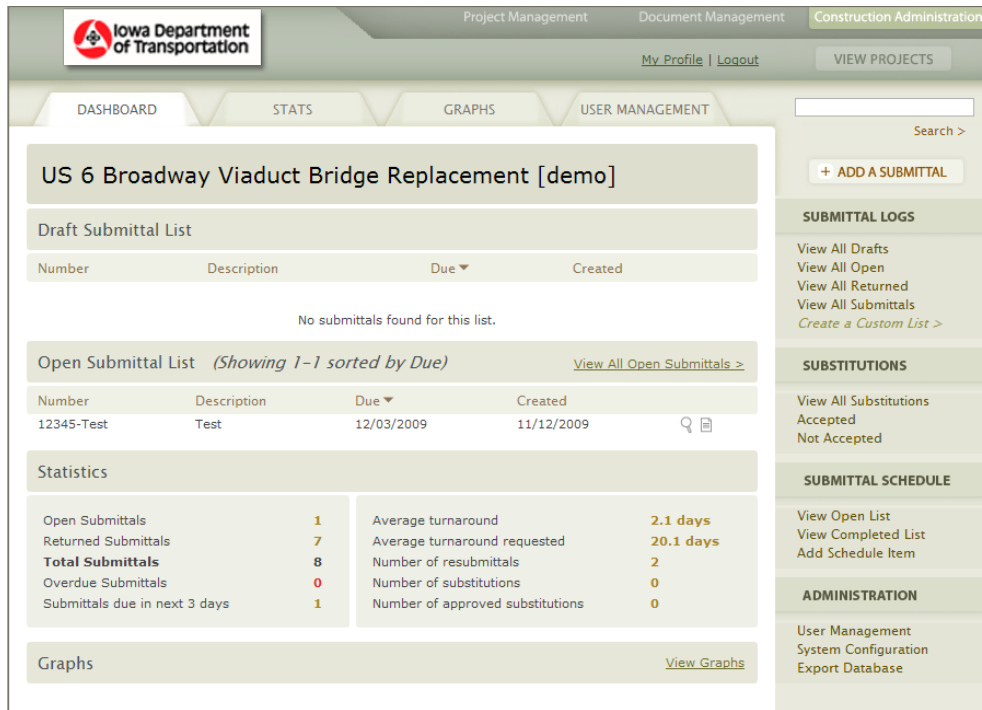 Iowa Department
of Transportation
Project Management Document Management Construction Administration
My Profile | Logout VIEW PROJECTS
DASHBOARD STATS GRAPHS USER MANAGEMENT
Search >
+ ADD A SUBMITTAL
US 6 Broadway Viaduct Bridge Replacement [demo]
Draft Submittal List
Number Description Due Created
No submittals found for this list.
Open Submittal List (Showing 1-1 sorted by Due) View All Open Submittals >
Number Description Due Created
12345-Test Test 12/03/2009 11/12/2009
Statistics
Open Submittals 1
Returned Submittals 7
Total Submittals 8
Overdue Submittals 0
Submittals due in next 3 days 1
Average turnaround 2.1 days
Average turnaround requested 20.1 days
Number of resubmittals 2
Number of substitutions 0
Number of approved substitutions 0
Graphs View Graphs
SUBMITTAL LOGS
View All Drafts
View All Open
View All Returned
View All Submittals
Create a Custom List >
SUBSTITUTIONS
View All Substitutions
Accepted
Not Accepted
SUBMITTAL SCHEDULE
View Open List
View Completed List
Add Schedule Item
ADMINISTRATION
User Management
System Configuration
Export Database